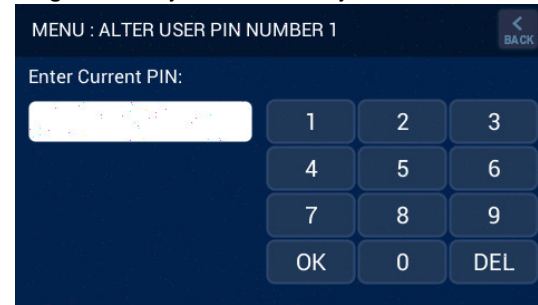 MENU : ALTER USER PIN NUMBER 1
BACK
Enter Current PIN:
1 2 3
4 5 6
7 8 9
OK 0 DEL